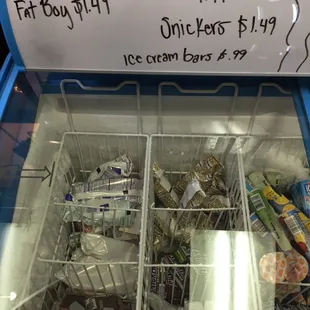 Fat Boy $1.49
Snickers $1.49
Ice cream bars $.99